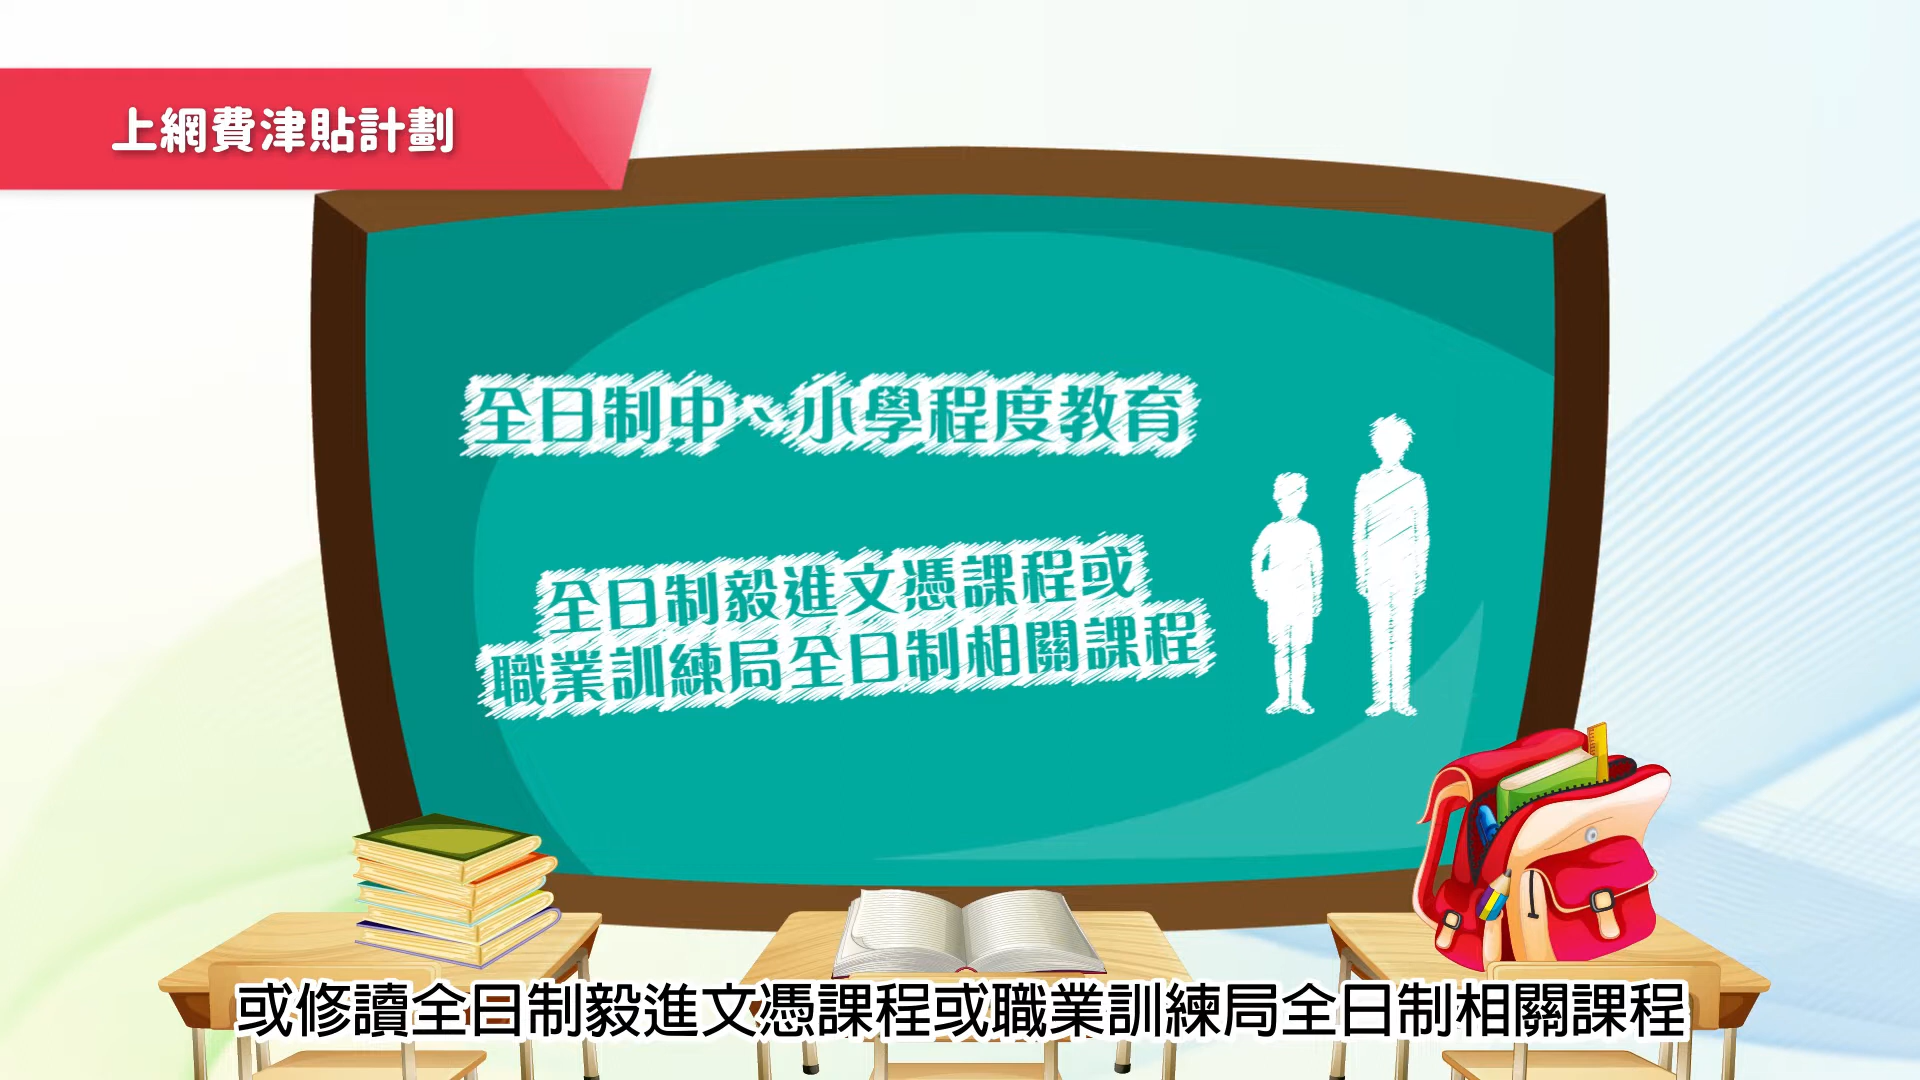 上網費津貼計劃
全日制中、小學程度教育
全日制毅進文憑課程或
職業訓練局全日制相關課程
或修讀全日制毅進文憑課程或職業訓練局全日制相關課程